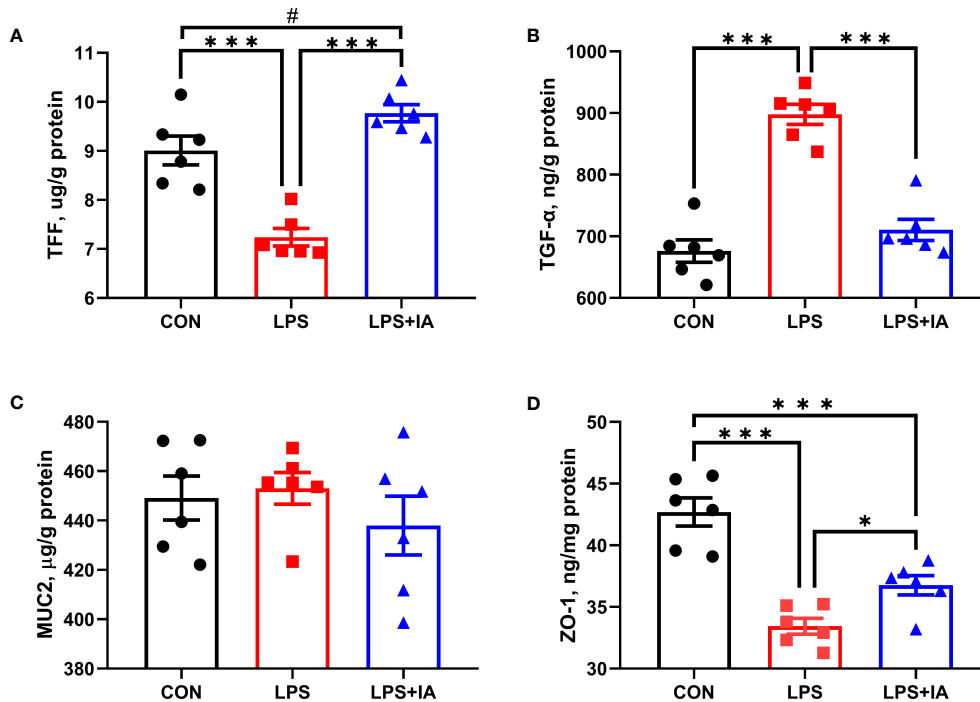 A
#
* * *
* * *
TFF, ug/g protein
11
10
9
8
7
6
CON
LPS
LPS+IA
B
* * *
* * *
TGF-α, ng/g protein
1000
900
800
700
600
CON
LPS
LPS+IA
C
MUC2, μg/g protein
480
460
440
420
400
380
CON
LPS
LPS+IA
D
* * *
* * *
*
ZO-1, ng/mg protein
50
45
40
35
30
CON
LPS
LPS+IA